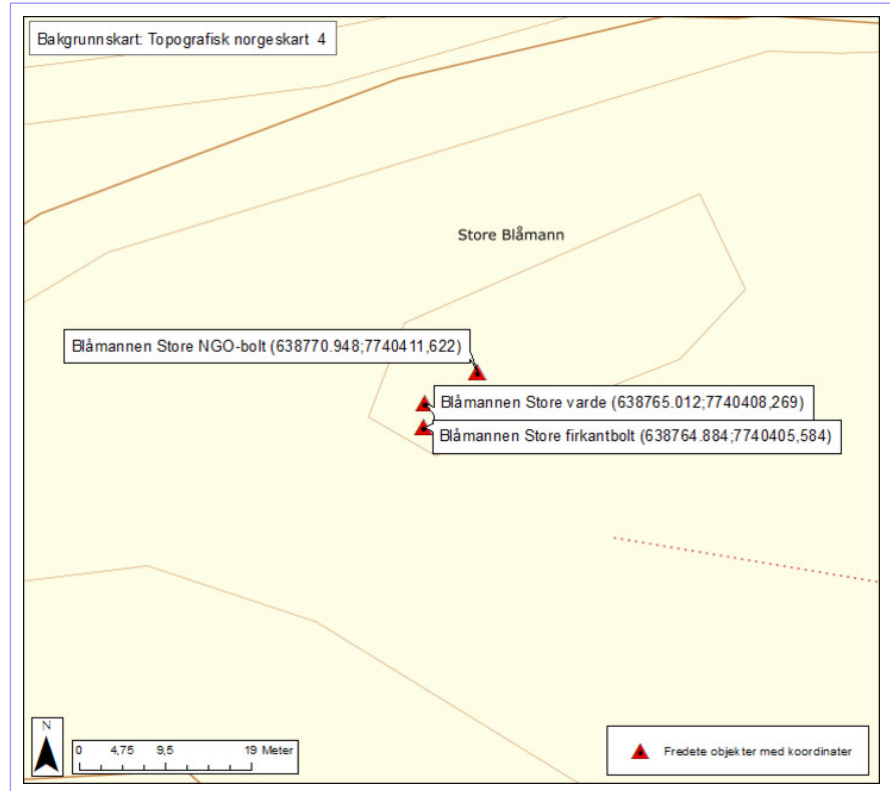 Bakgrunnskart: Topografisk norgeskart 4
Store Blåmann
Blåmannen Store NGO-bolt (638770.948;7740411,622)
Blåmannen Store varde (638765.012;7740408,269)
Blåmannen Store firkantbolt (638764.884;7740405,584)
N
0 4,75 9,5 19 Meter
Fredete objekter med koordinater